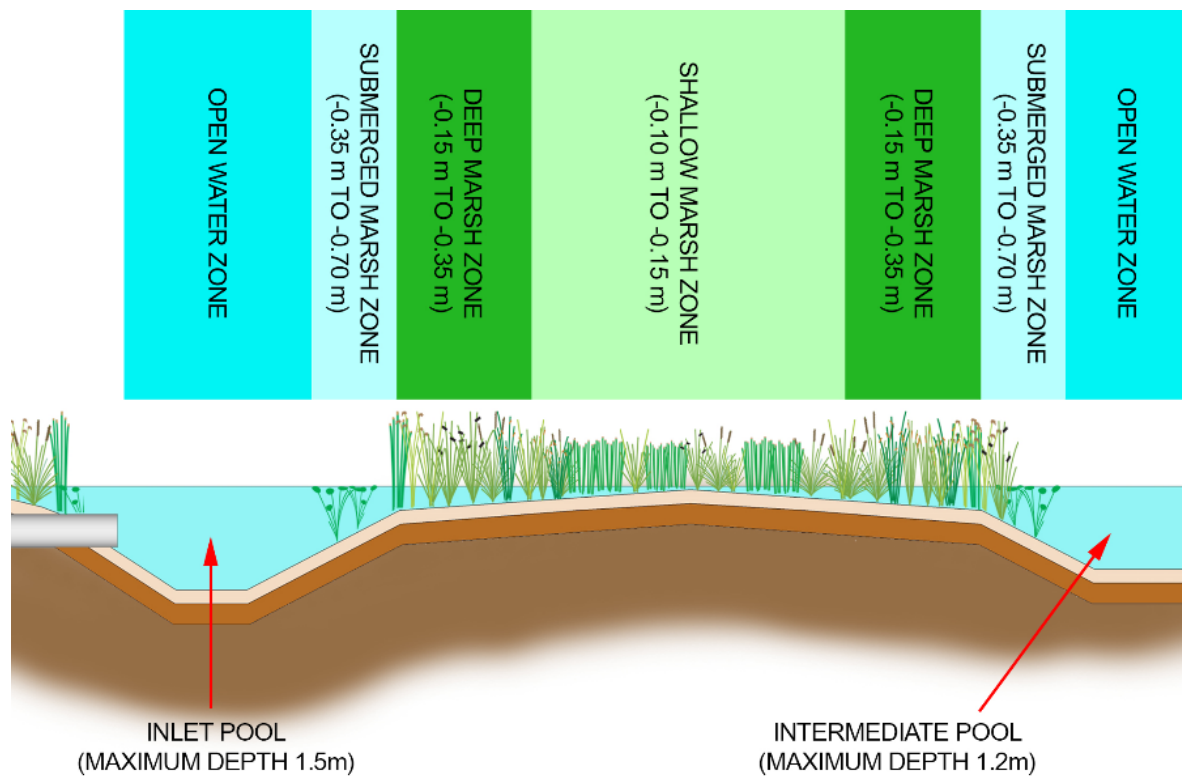 OPEN WATER ZONE
SUBMERGED MARSH ZONE
(-0.35 m TO -0.70 m)
DEEP MARSH ZONE
(-0.15 m TO -0.35 m)
SHALLOW MARSH ZONE
(-0.10 m TO -0.15 m)
DEEP MARSH ZONE
(-0.15 m TO -0.35 m)
SUBMERGED MARSH ZONE
(-0.35 m TO -0.70 m)
OPEN WATER ZONE
INLET POOL
(MAXIMUM DEPTH 1.5m)
INTERMEDIATE POOL
(MAXIMUM DEPTH 1.2m)